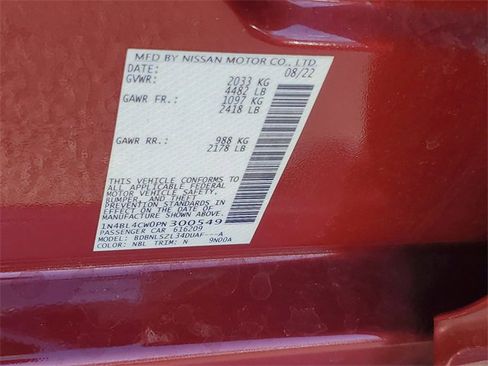 MFD BY NISSAN MOTOR CO., LTD.
08/22
GVWR: 2033 KG
4482 LB
GAWR FR.: 1097 KG
2418 LB
GAWR RR.: 988 KG
2178 LB
THIS VEHICLE CONFORMS TO
ALL APPLICABLE FEDERAL
MOTOR VEHICLE SAFETY,
BUMPER, AND THEFT
PREVENTION STANDARDS
IN EFFECT ON THE DATE OF
MANUFACTURE SHOWN ABOVE.
1N4BL4CW0PN300549
PASSENGER CAR 616209
MODEL: BDBNLSZL34DUAF---A
COLOR: NBL TRIM: N 9N00A